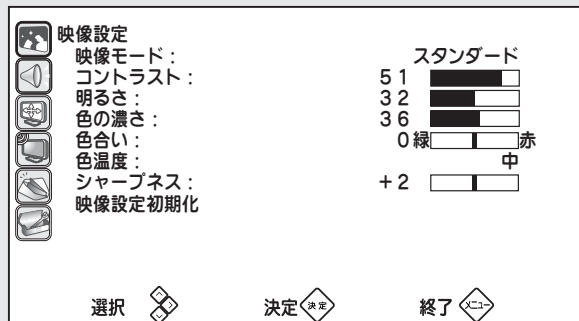 映像設定
映像モード： スタンダード
コントラスト： 51
明るさ： 32
色の濃さ： 36
色合い： 0 緑 赤
色温度： 中
シャープネス： +2
映像設定初期化
選択 決定 決定 終了 メニュー